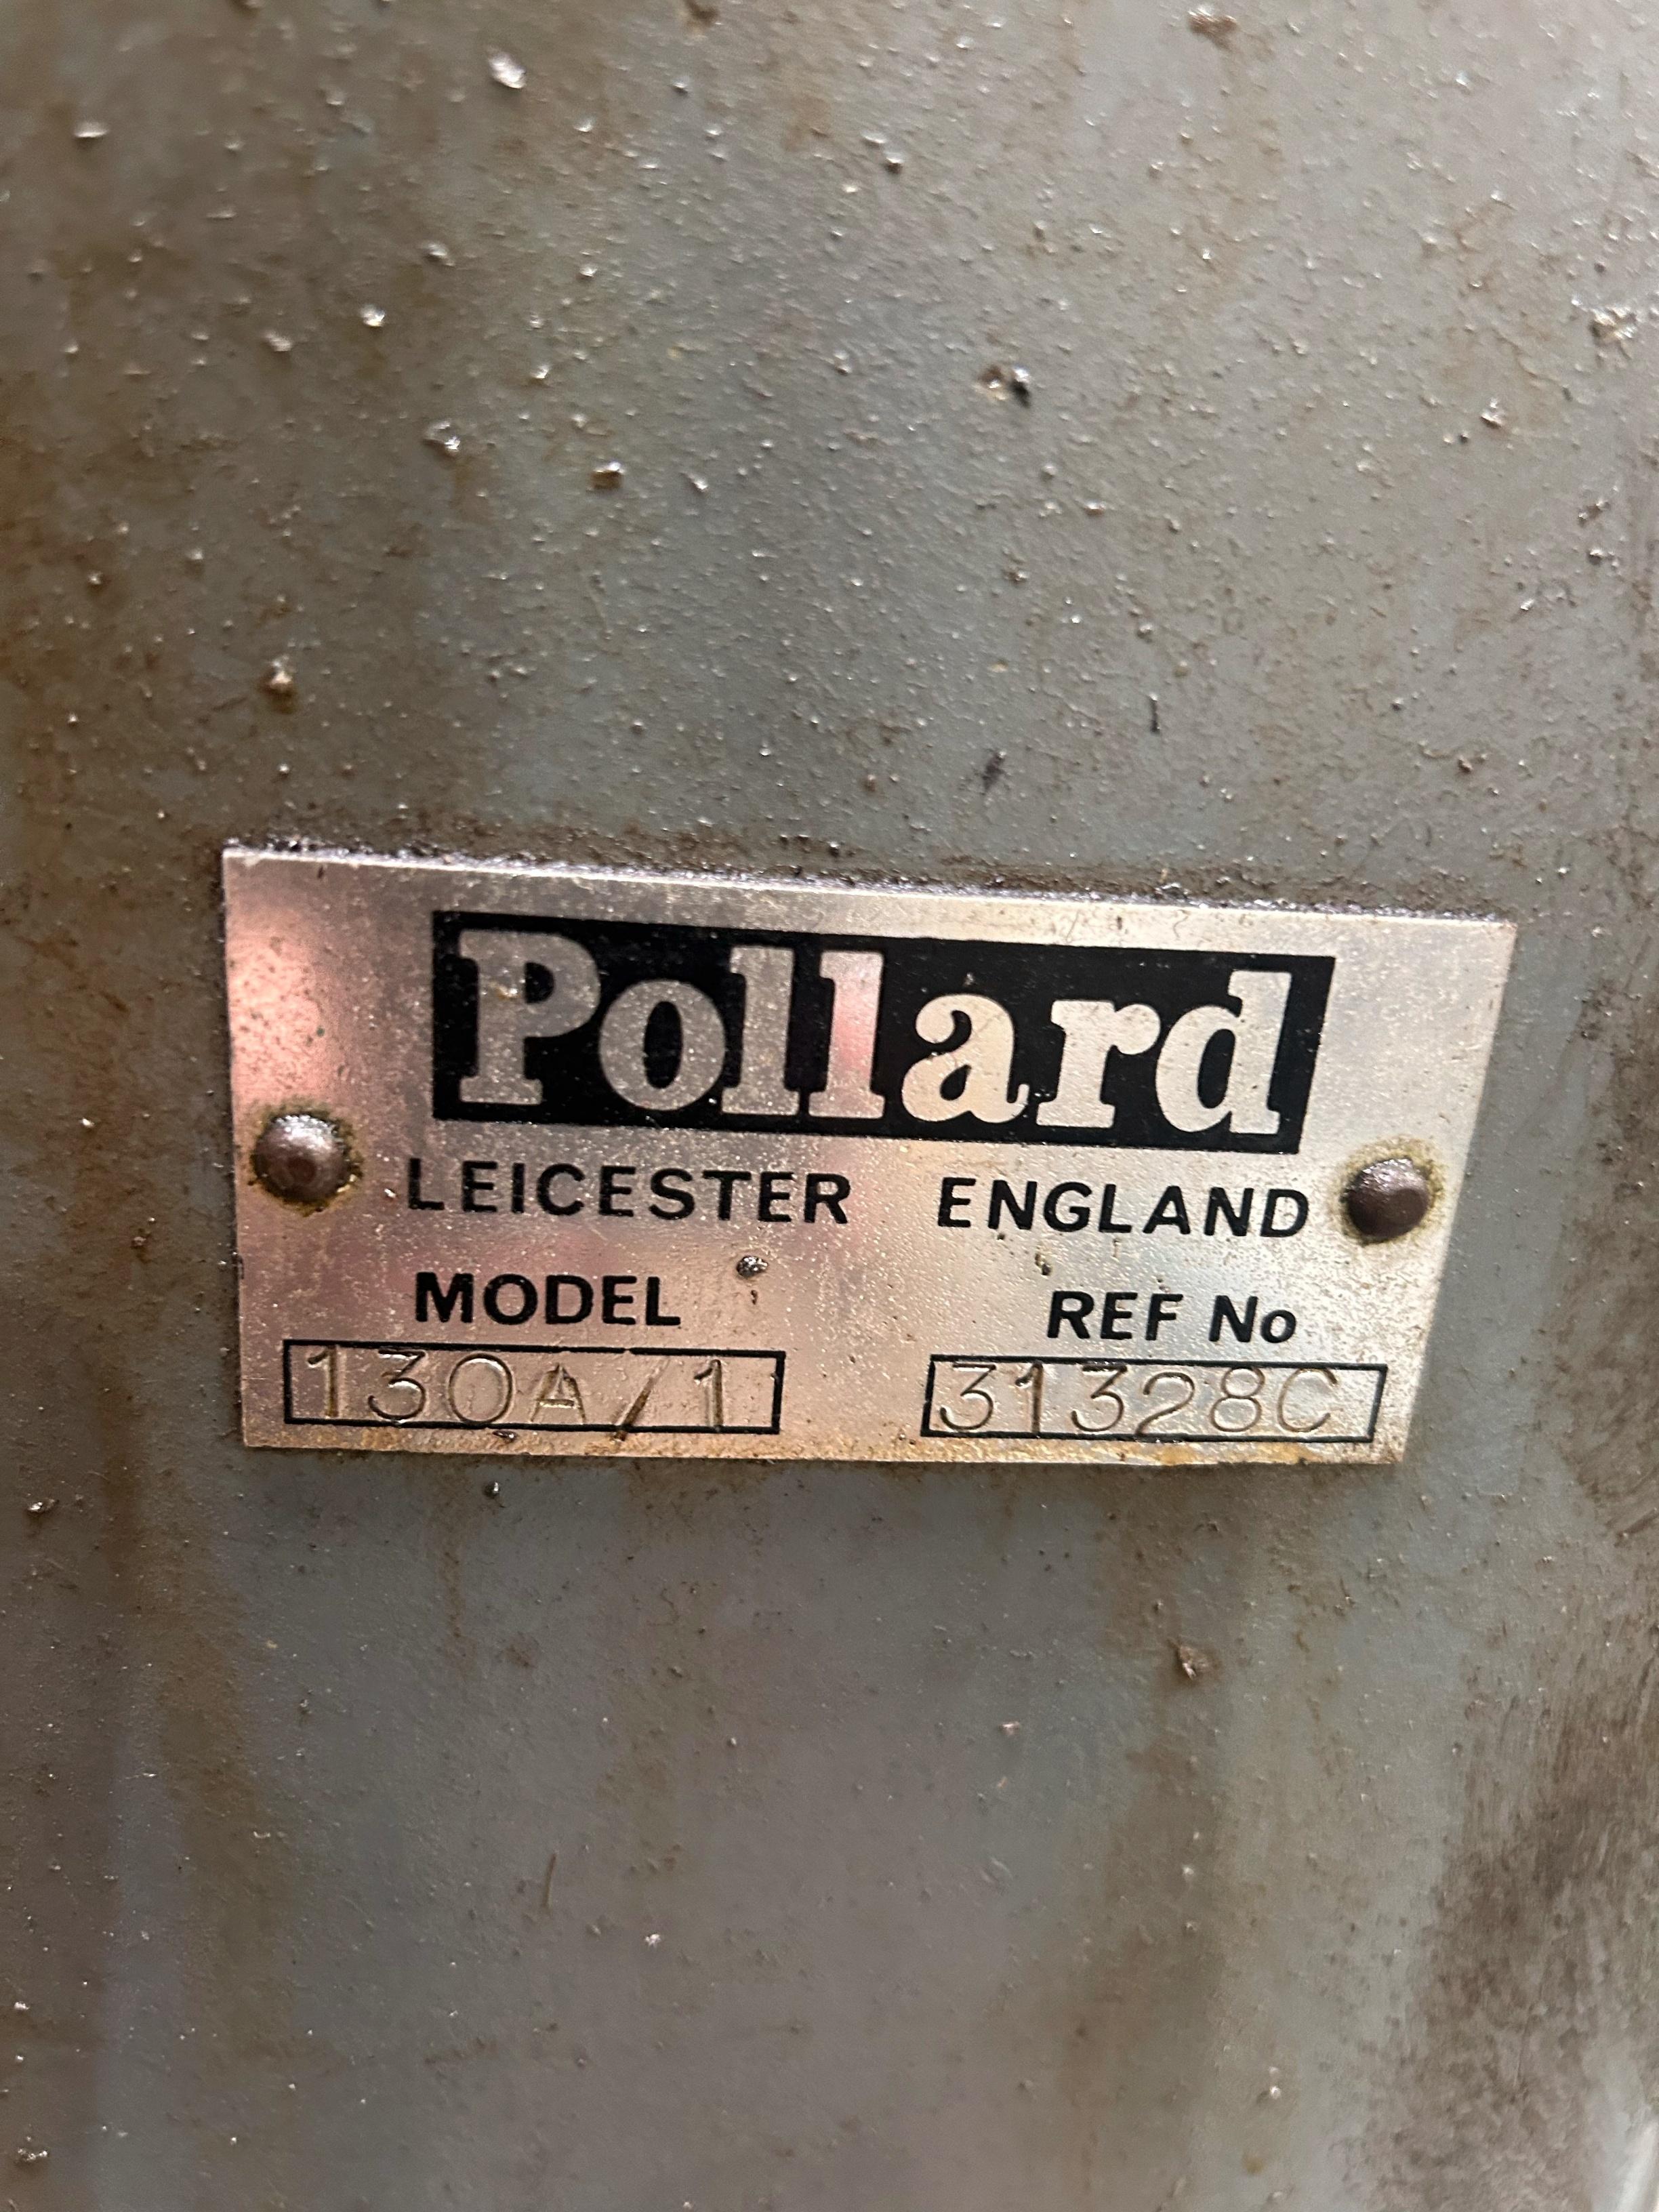 Pollard
LEICESTER ENGLAND
MODEL REF No
130A/1 31328C